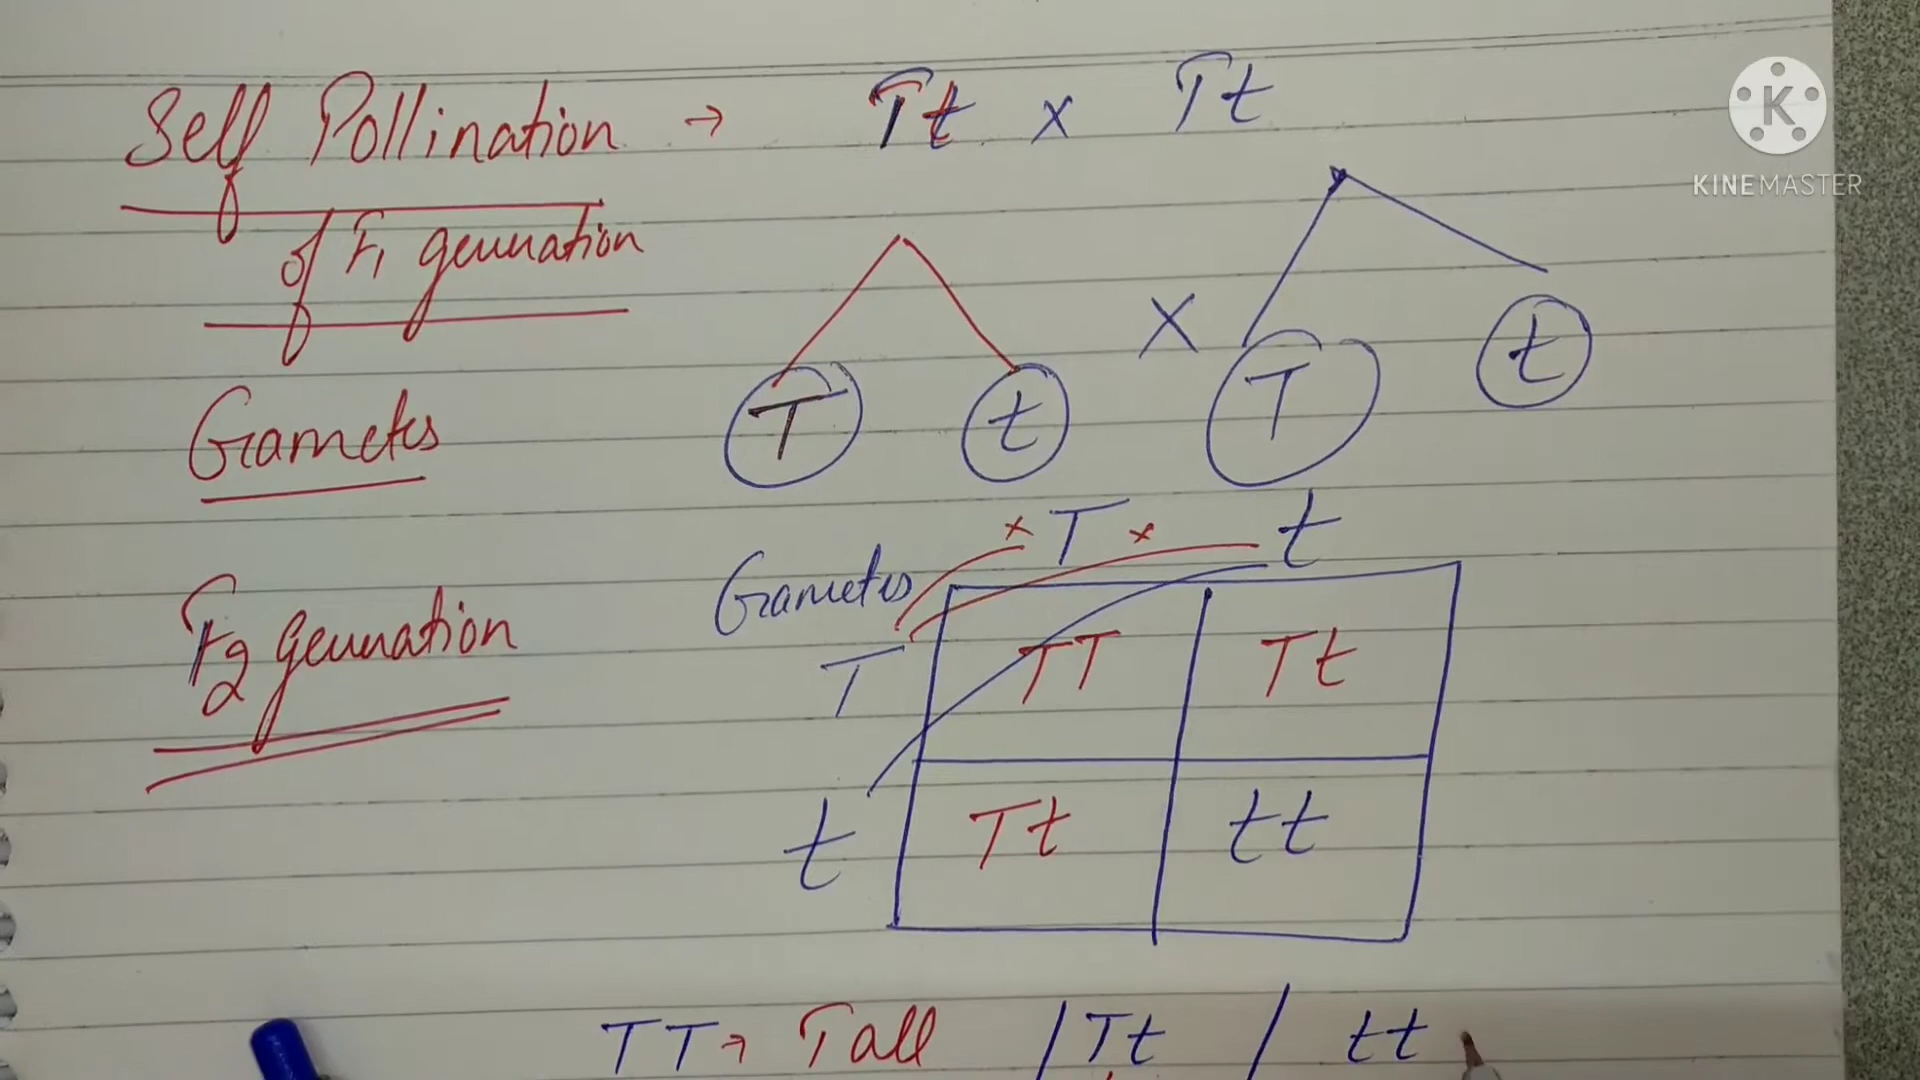 Self Pollination → Tt x Tt
of F1 generation
T t x T t
Gametes
x T x t
Gametes
F2 generation
T TT Tt
t Tt tt
TT → Tall / Tt / tt
K
KINEMASTER